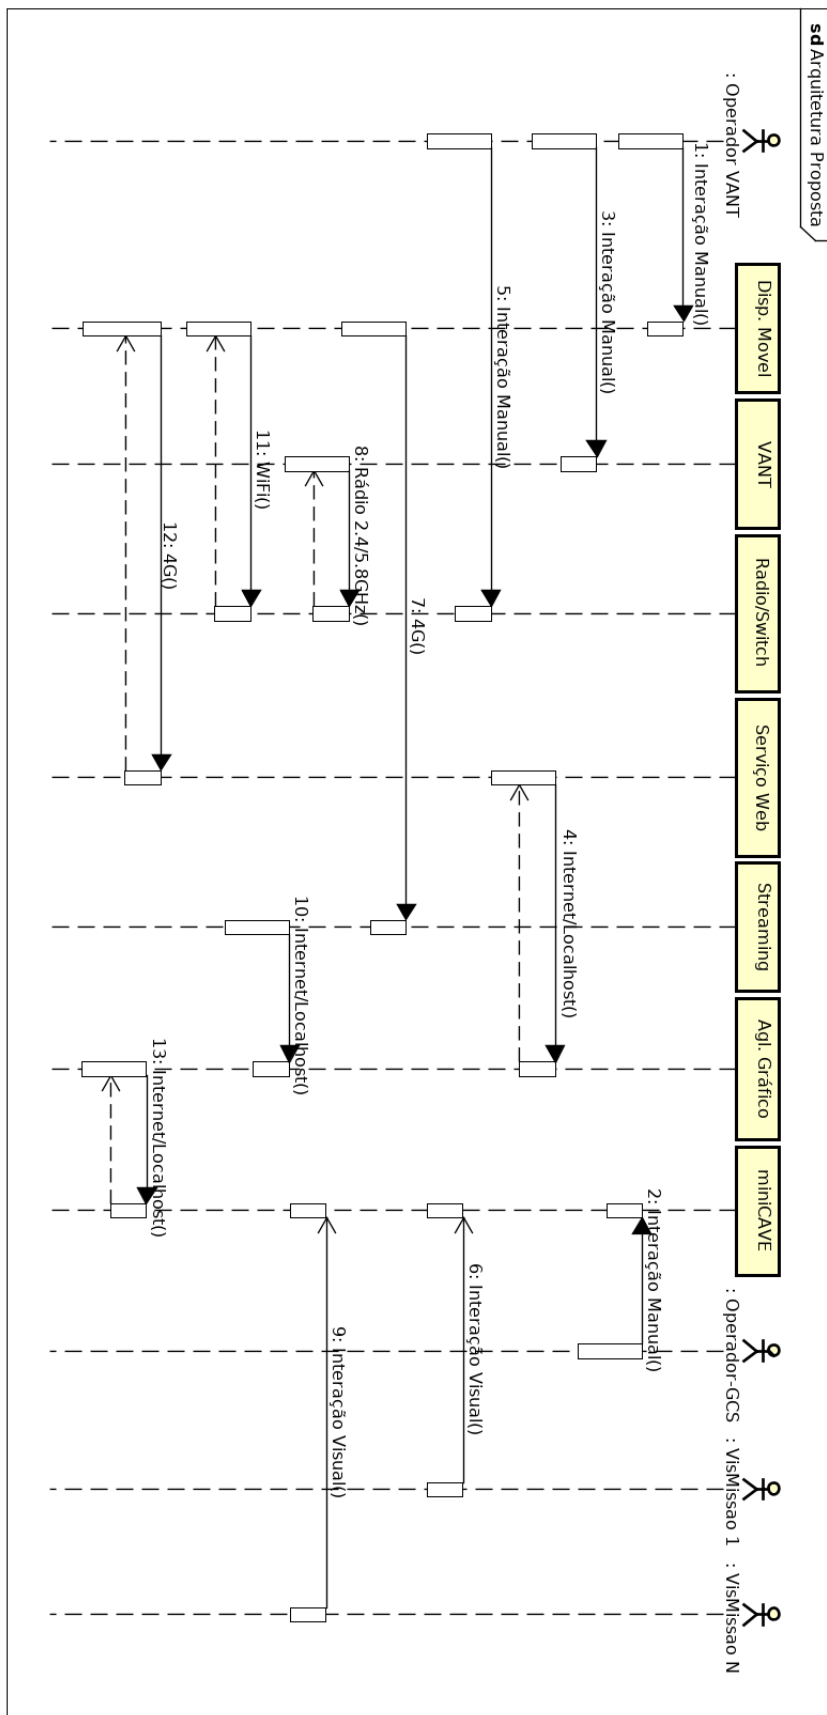 sd Arquitetura Proposta
: Operador VANT
Disp. Movel
VANT
Radio/Switch
Serviço Web
Streaming
Agl. Gráfico
miniCAVE
: Operador-GCS
: VisMissao 1
: VisMissao N
1: Interação Manual()
2: Interação Manual()
3: Interação Manual()
4: Internet/Localhost()
5: Interação Manual()
6: Interação Visual()
7: 4G()
8: Rádio 2.4/5.8GHz()
9: Interação Visual()
10: Internet/Localhost()
11: WiFi()
12: 4G()
13: Internet/Localhost()